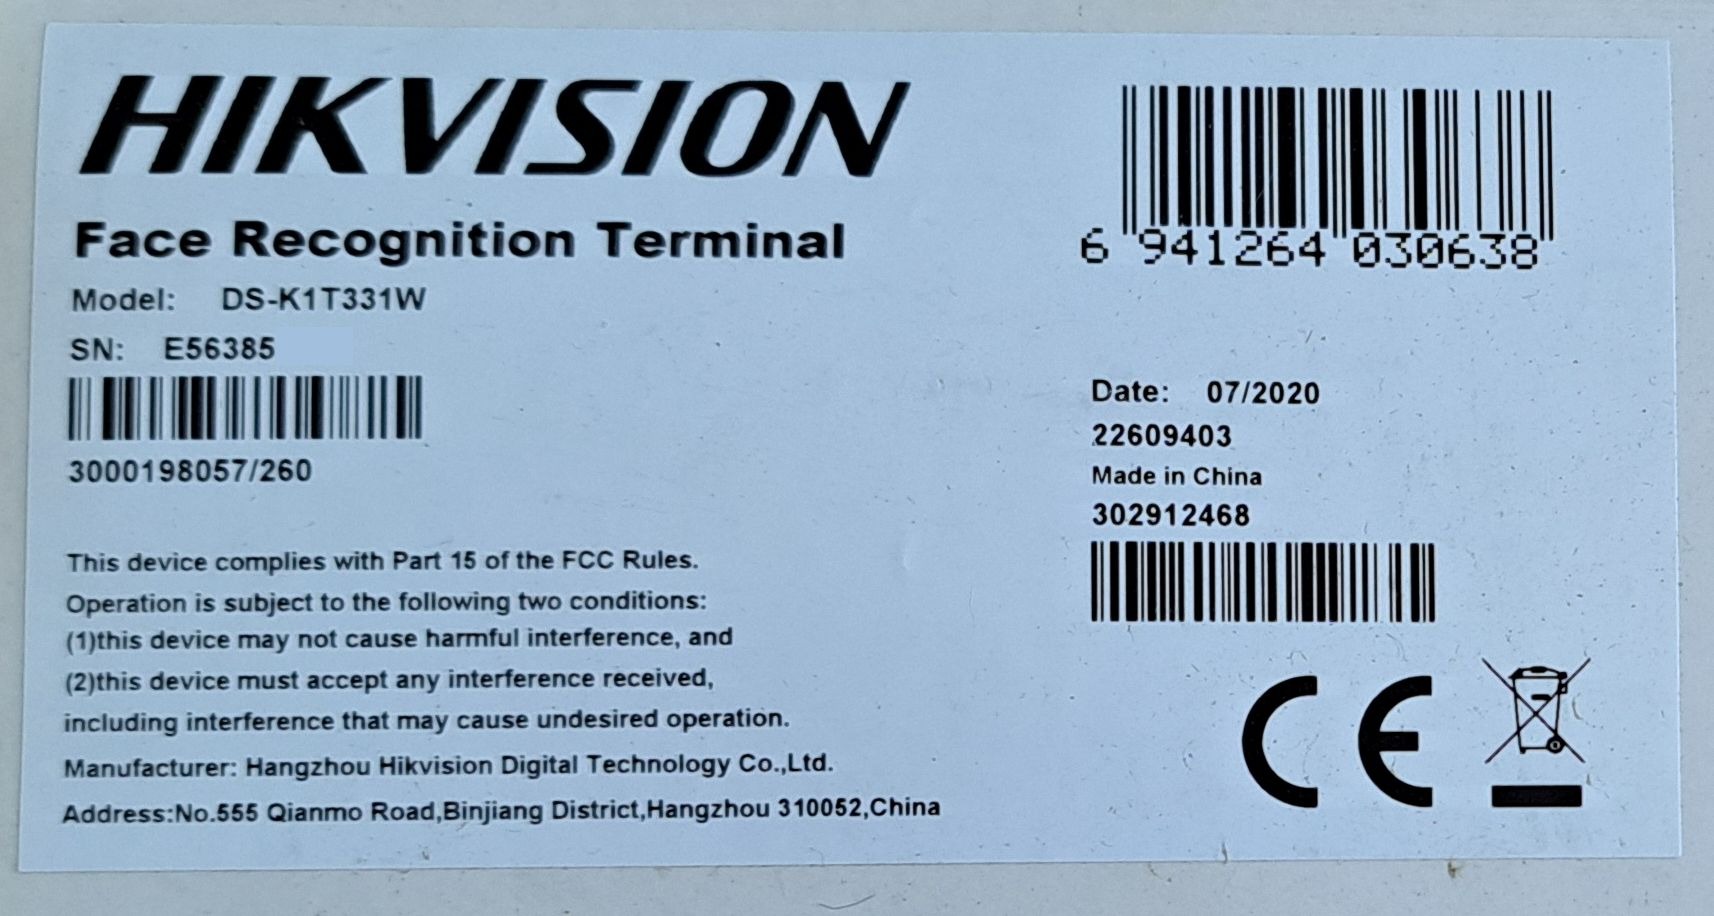 HIKVISION
Face Recognition Terminal
Model: DS-K1T331W
SN: E56385
3000198057/260
This device complies with Part 15 of the FCC Rules.
Operation is subject to the following two conditions:
(1)this device may not cause harmful interference, and
(2)this device must accept any interference received,
including interference that may cause undesired operation.
Manufacturer: Hangzhou Hikvision Digital Technology Co.,Ltd.
Address:No.555 Qianmo Road,Binjiang District,Hangzhou 310052,China
6 941264 030638
Date: 07/2020
22609403
Made in China
302912468
CE